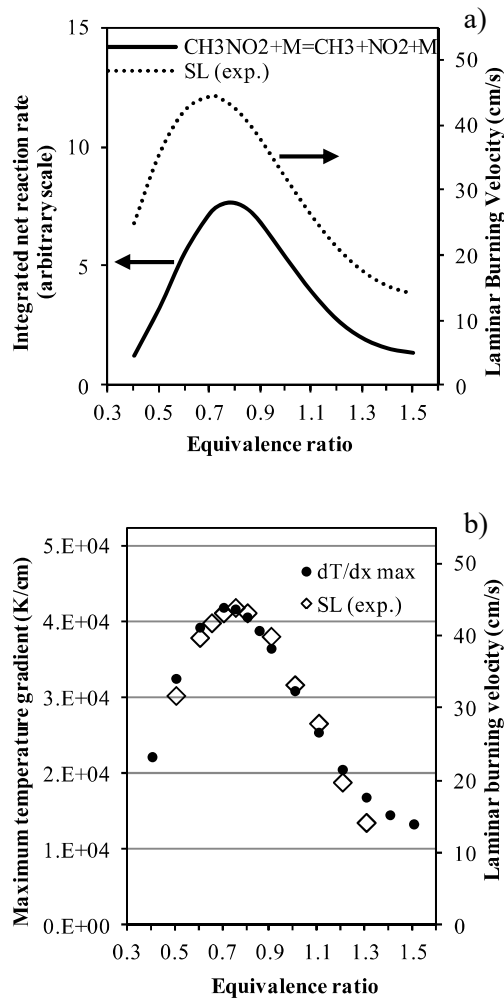 a)
CH3NO2+M=CH3+NO2+M
SL (exp.)
15
10
5
0
Integrated net reaction rate
(arbitrary scale)
50
40
30
20
10
0
Laminar Burning Velocity (cm/s)
0.3 0.5 0.7 0.9 1.1 1.3 1.5
Equivalence ratio
b)
dT/dx max
SL (exp.)
5.E+04
4.E+04
3.E+04
2.E+04
1.E+04
0.E+00
Maximum temperature gradient (K/cm)
50
40
30
20
10
0
Laminar burning velocity (cm/s)
0.3 0.5 0.7 0.9 1.1 1.3 1.5
Equivalence ratio